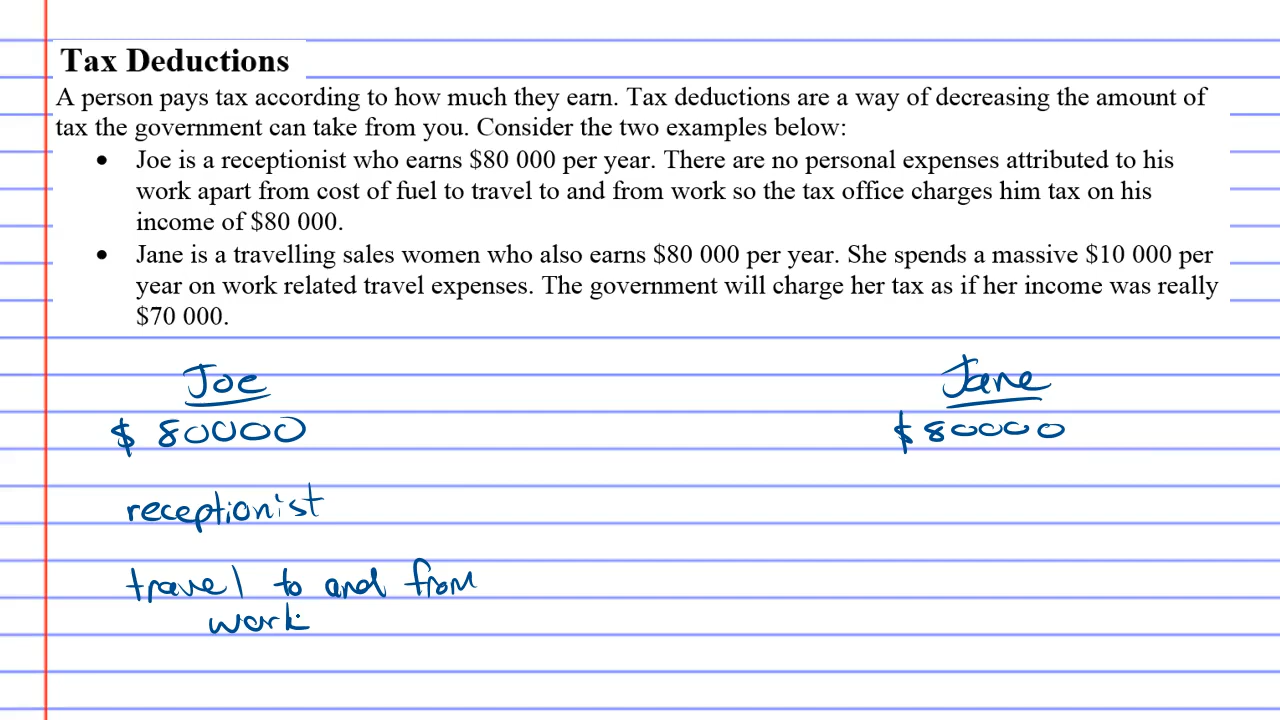 Tax Deductions
A person pays tax according to how much they earn. Tax deductions are a way of decreasing the amount of
tax the government can take from you. Consider the two examples below:
• Joe is a receptionist who earns $80 000 per year. There are no personal expenses attributed to his
work apart from cost of fuel to travel to and from work so the tax office charges him tax on his
income of $80 000.
• Jane is a travelling sales women who also earns $80 000 per year. She spends a massive $10 000 per
year on work related travel expenses. The government will charge her tax as if her income was really
$70 000.
Joe
$ 80000
receptionist
travel to and from
work
Jane
$80000